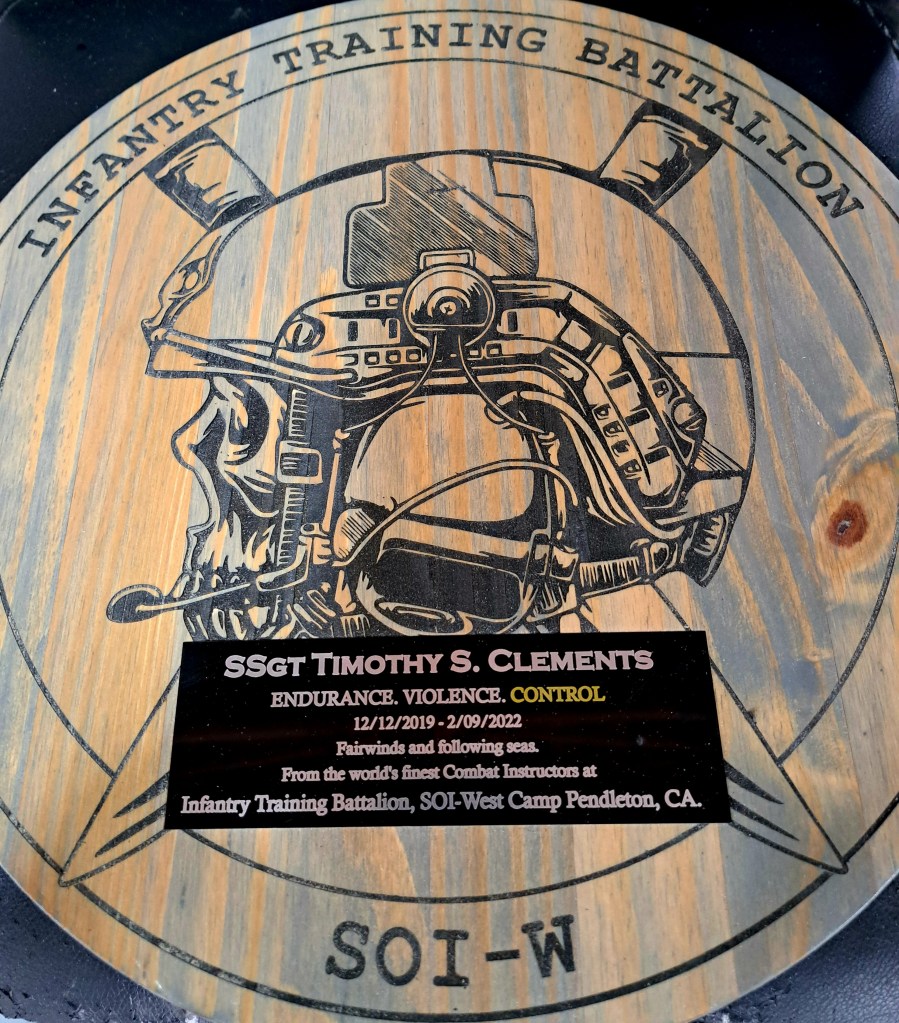 INFANTRY TRAINING BATTALION
SSGT TIMOTHY S. CLEMENTS
ENDURANCE. VIOLENCE. CONTROL
12/12/2019 - 2/09/2022
Fairwinds and following seas.
From the world's finest Combat Instructors at
Infantry Training Battalion, SOI-West Camp Pendleton, CA.
SOI-W